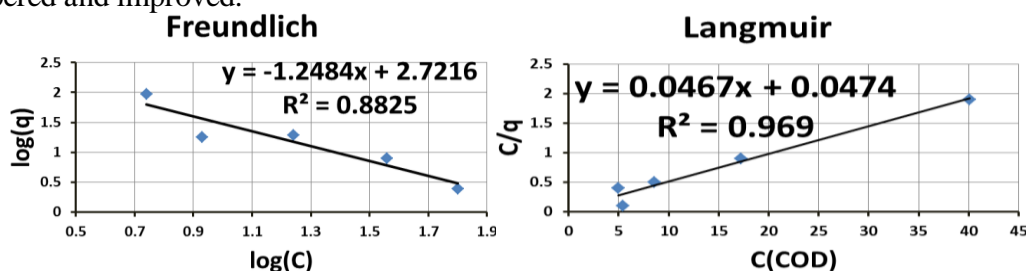 and improved.
Freundlich
y = -1.2484x + 2.7216
R² = 0.8825
log(q)
2.5
2
1.5
1
0.5
0
0.5 0.7 0.9 1.1 1.3 1.5 1.7 1.9
log(C)
Langmuir
y = 0.0467x + 0.0474
R² = 0.969
C/q
2.5
2
1.5
1
0.5
0
0 5 10 15 20 25 30 35 40 45
C(COD)